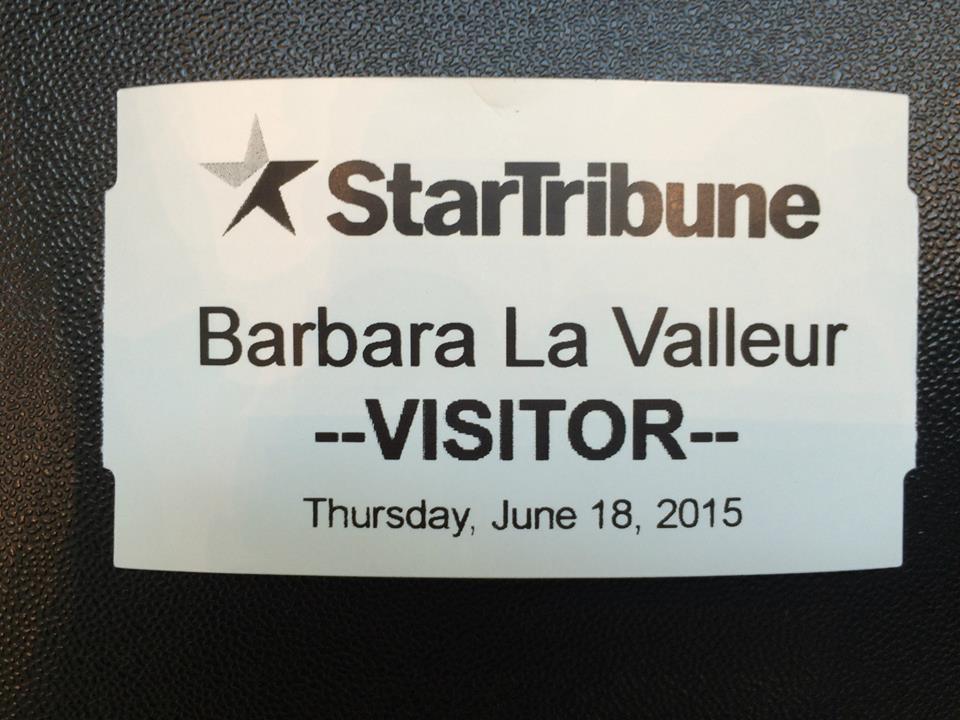 StarTribune
Barbara La Valleur
--VISITOR--
Thursday, June 18, 2015